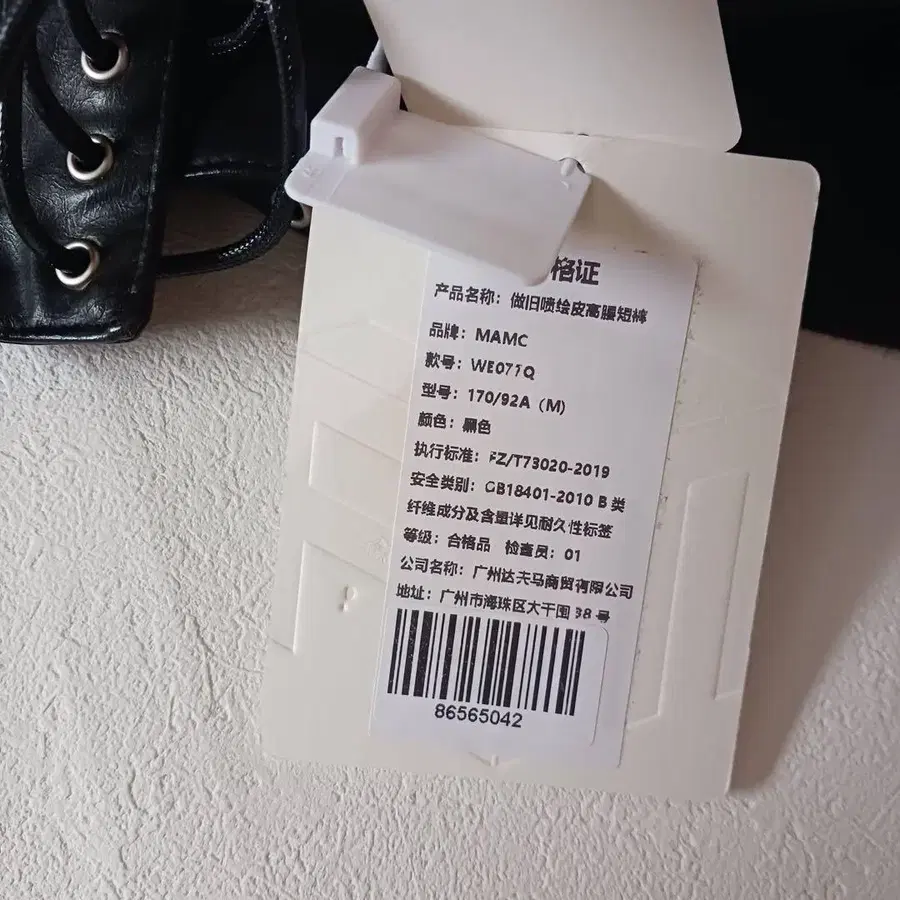 格证
产品名称：做旧喷绘皮高腰短裤
品牌：MAMC
款号：WE071Q
型号：170/92A（M）
颜色：黑色
执行标准：FZ/T73020-2019
安全类别：GB18401-2010 B 类
纤维成分及含量详见耐久性标签
等级：合格品 检查员：01
公司名称：广州达夫马商贸有限公司
地址：广州市海珠区大干围 38 号
86565042